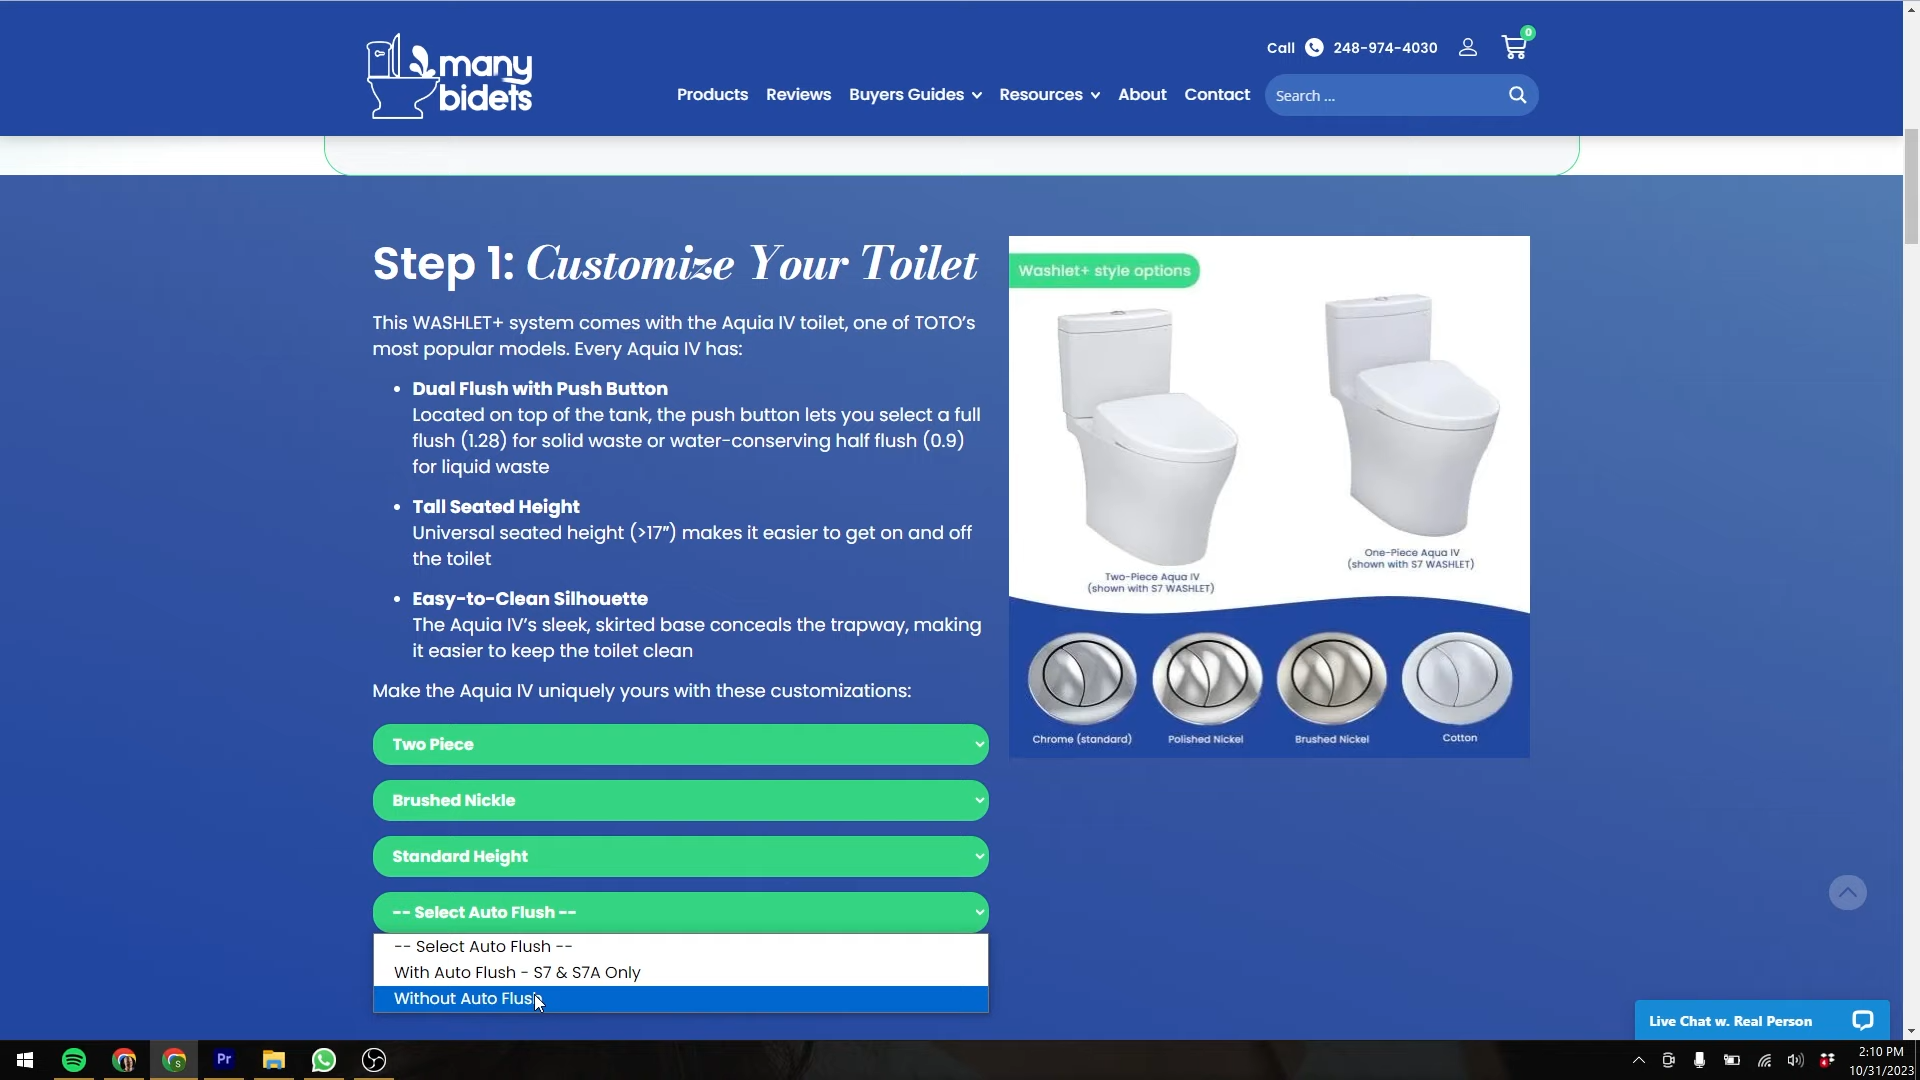 many
bidets
Call 248-974-4030
0
Products Reviews Buyers Guides Resources About Contact
Search ...
Step 1: Customize Your Toilet
This WASHLET+ system comes with the Aquia IV toilet, one of TOTO's
most popular models. Every Aquia IV has:
• Dual Flush with Push Button
Located on top of the tank, the push button lets you select a full
flush (1.28) for solid waste or water-conserving half flush (0.9)
for liquid waste
• Tall Seated Height
Universal seated height (>17") makes it easier to get on and off
the toilet
• Easy-to-Clean Silhouette
The Aquia IV's sleek, skirted base conceals the trapway, making
it easier to keep the toilet clean
Make the Aquia IV uniquely yours with these customizations:
Two Piece
Brushed Nickle
Standard Height
-- Select Auto Flush --
-- Select Auto Flush --
With Auto Flush - S7 & S7A Only
Without Auto Flush
Washlet+ style options
Two-Piece Aqua IV
(shown with S7 WASHLET)
One-Piece Aqua IV
(shown with S7 WASHLET)
Chrome (standard)
Polished Nickel
Brushed Nickel
Cotton
Live Chat w. Real Person
Pr
S
2:10 PM
10/31/2023